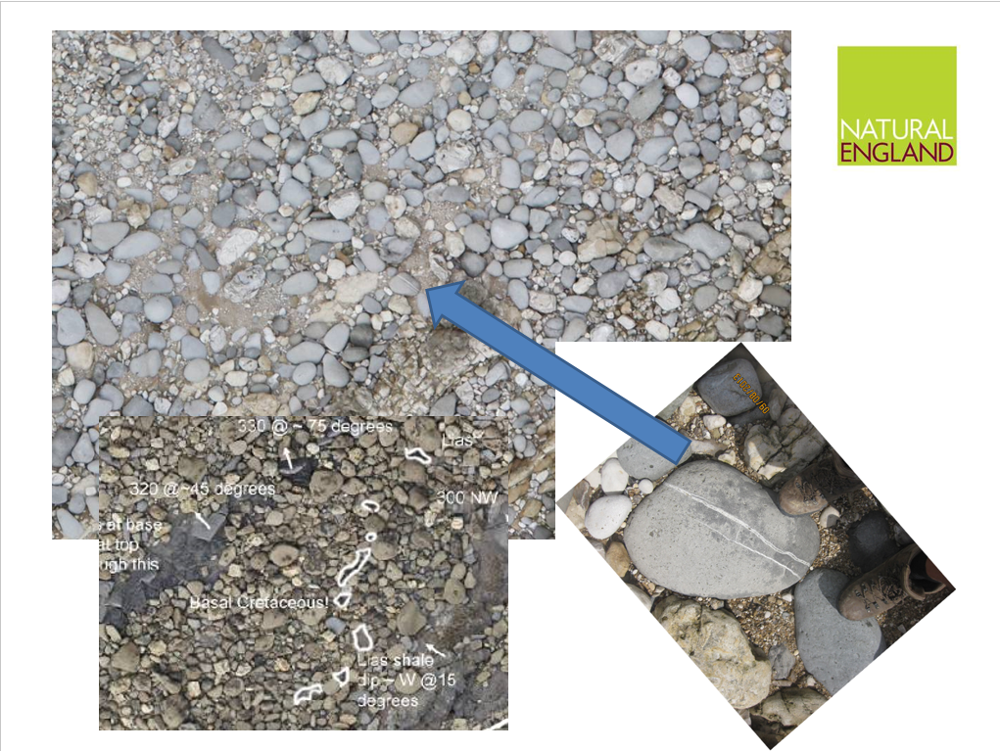 NATURAL
ENGLAND
330 @ ~ 75 degrees
Lias
320 @~45 degrees
300 NW
at base
at top
ugh this
Basal Cretaceous!
Lias shale
dip ~ W @15
degrees